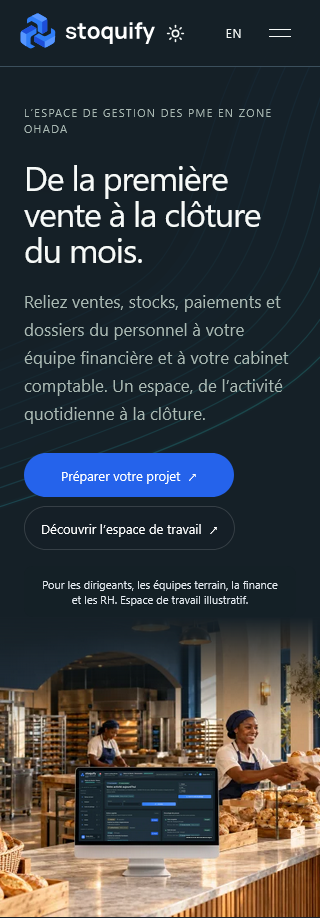 stoquify
EN
L'ESPACE DE GESTION DES PME EN ZONE
OHADA
De la première
vente à la clôture
du mois.
Reliez ventes, stocks, paiements et
dossiers du personnel à votre
équipe financière et à votre cabinet
comptable. Un espace, de l'activité
quotidienne à la clôture.
Préparer votre projet ↗
Découvrir l'espace de travail ↗
Pour les dirigeants, les équipes terrain, la finance
et les RH. Espace de travail illustratif.
stoquify